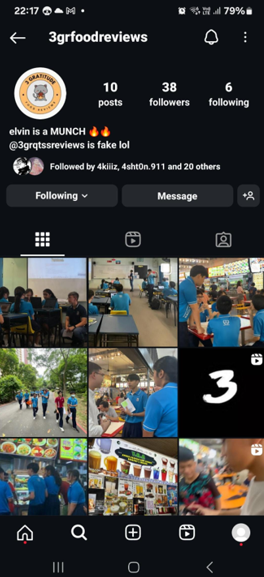 22:17
79%
3grfoodreviews
3 GRATITUDE
10
38
6
posts
followers
following
elvin is a MUNCH 🔥🔥
@3grqtssreviews is fake lol
Followed by 4kiiiz, 4sht0n.911 and 20 others
Following
Message
3